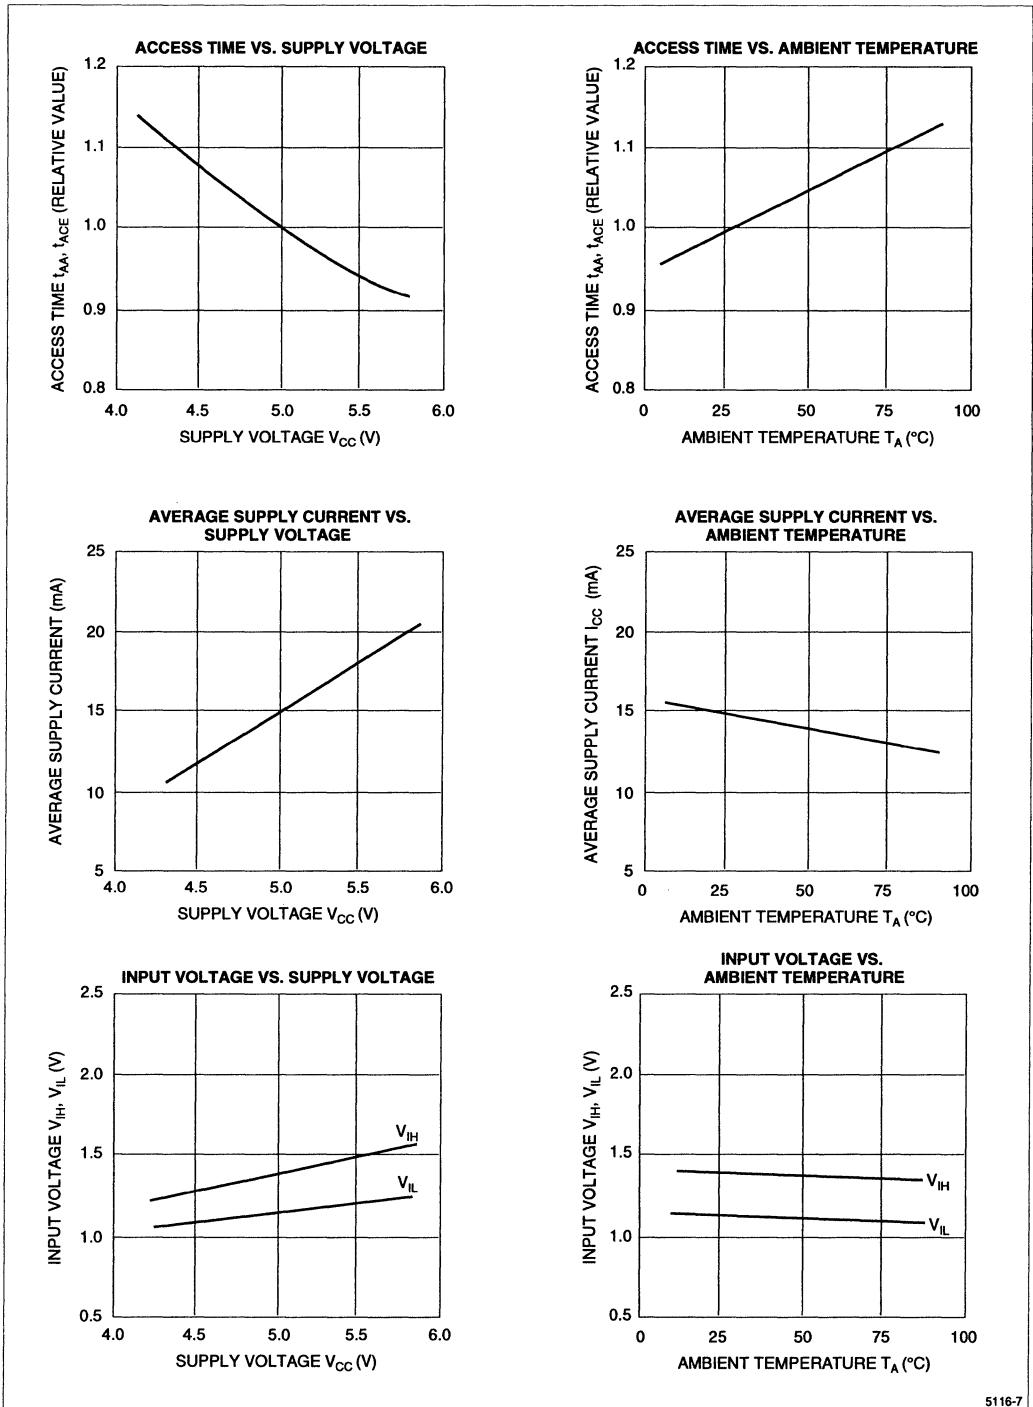 ACCESS TIME VS. SUPPLY VOLTAGE
ACCESS TIME tAA, tACE (RELATIVE VALUE)
1.2
1.1
1.0
0.9
0.8
4.0 4.5 5.0 5.5 6.0
SUPPLY VOLTAGE VCC (V)
ACCESS TIME VS. AMBIENT TEMPERATURE
ACCESS TIME tAA, tACE (RELATIVE VALUE)
1.2
1.1
1.0
0.9
0.8
0 25 50 75 100
AMBIENT TEMPERATURE TA (°C)
AVERAGE SUPPLY CURRENT VS.
SUPPLY VOLTAGE
AVERAGE SUPPLY CURRENT (mA)
25
20
15
10
5
4.0 4.5 5.0 5.5 6.0
SUPPLY VOLTAGE VCC (V)
AVERAGE SUPPLY CURRENT VS.
AMBIENT TEMPERATURE
AVERAGE SUPPLY CURRENT ICC (mA)
25
20
15
10
5
0 25 50 75 100
AMBIENT TEMPERATURE TA (°C)
INPUT VOLTAGE VS. SUPPLY VOLTAGE
INPUT VOLTAGE VIH, VIL (V)
2.5
2.0
1.5
1.0
0.5
VIH
VIL
4.0 4.5 5.0 5.5 6.0
SUPPLY VOLTAGE VCC (V)
INPUT VOLTAGE VS.
AMBIENT TEMPERATURE
INPUT VOLTAGE VIH, VIL (V)
2.5
2.0
1.5
1.0
0.5
VIH
VIL
0 25 50 75 100
AMBIENT TEMPERATURE TA (°C)
5116-7